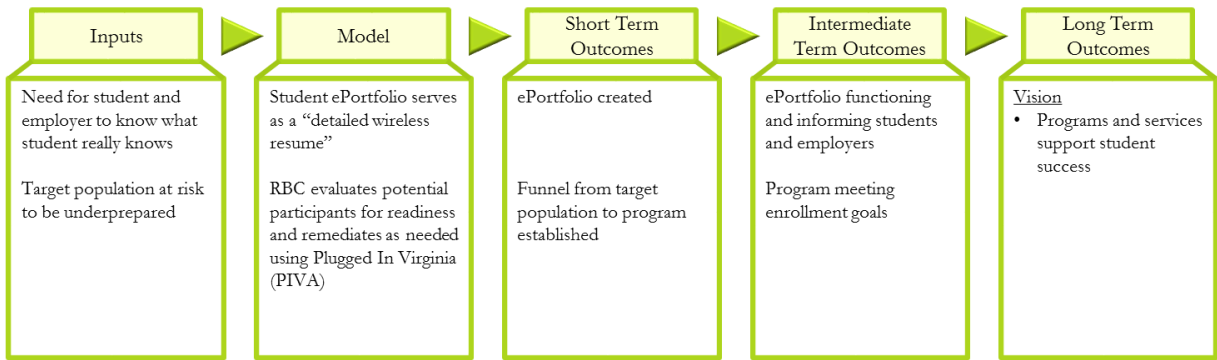 Inputs
Model
Short Term
Outcomes
Intermediate
Term Outcomes
Long Term
Outcomes
Need for student and
employer to know what
student really knows
Target population at risk
to be underprepared
Student ePortfolio serves
as a “detailed wireless
resume”
RBC evaluates potential
participants for readiness
and remediates as needed
using Plugged In Virginia
(PIVA)
ePortfolio created
Funnel from target
population to program
established
ePortfolio functioning
and informing students
and employers
Program meeting
enrollment goals
Vision
• Programs and services
support student
success